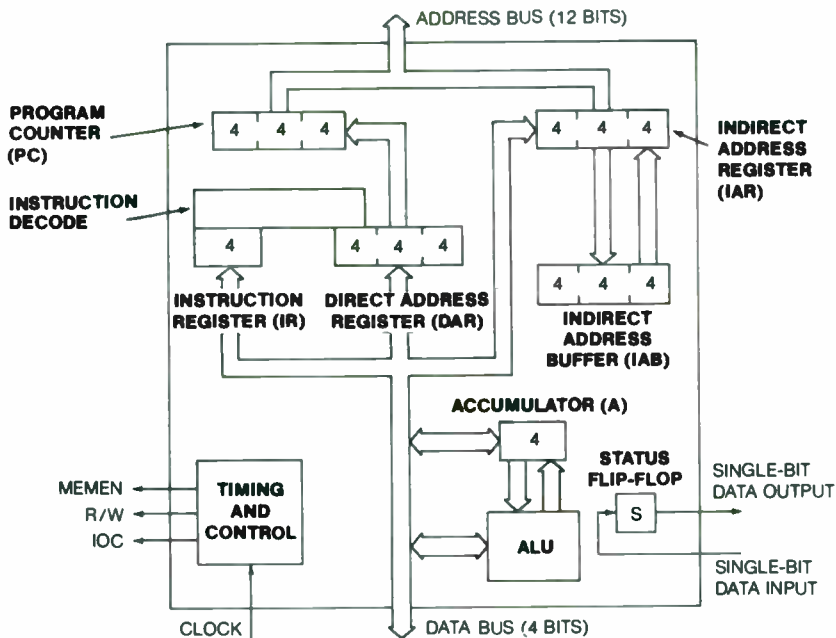 ADDRESS BUS (12 BITS)
PROGRAM
COUNTER
(PC)
4 4 4
4 4 4
INDIRECT
ADDRESS
REGISTER
(IAR)
INSTRUCTION
DECODE
4
4 4 4
INSTRUCTION
REGISTER (IR)
DIRECT ADDRESS
REGISTER (DAR)
4 4 4
INDIRECT
ADDRESS
BUFFER (IAB)
ACCUMULATOR (A)
4
STATUS
FLIP-FLOP
S
SINGLE-BIT
DATA OUTPUT
SINGLE-BIT
DATA INPUT
MEMEN
R/W
IOC
TIMING
AND
CONTROL
ALU
CLOCK
DATA BUS (4 BITS)